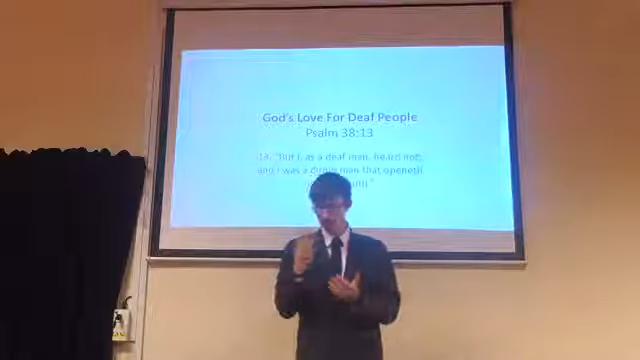 God's Love For Deaf People
Psalm 38:13
13. "But I, as a deaf man, heard not;
and I was a dumb man that openeth